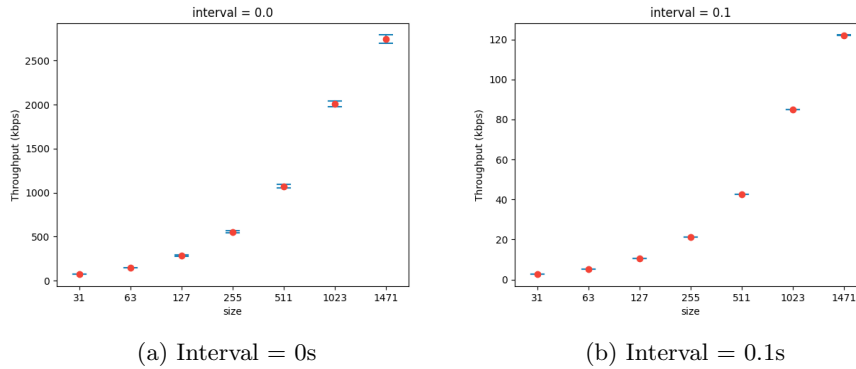 interval = 0.0
Throughput (kbps)
2500
2000
1500
1000
500
0
31 63 127 255 511 1023 1471
size
(a) Interval = 0s
interval = 0.1
Throughput (kbps)
120
100
80
60
40
20
0
31 63 127 255 511 1023 1471
size
(b) Interval = 0.1s